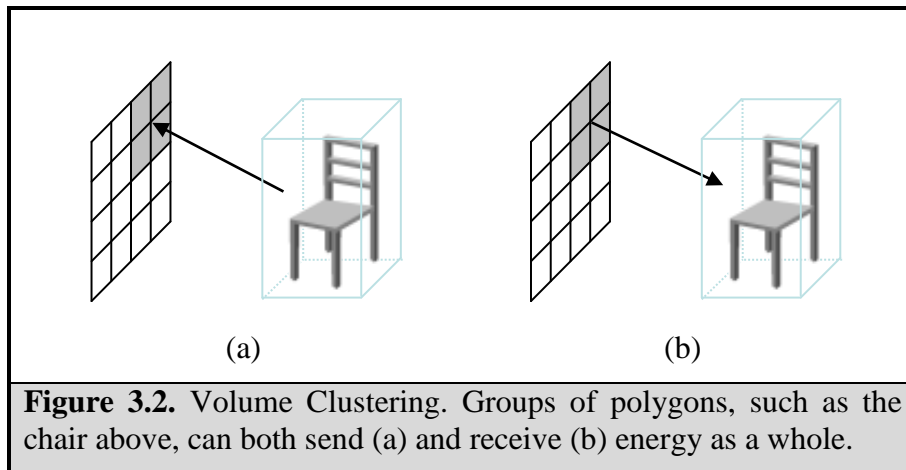 (a) (b)
Figure 3.2. Volume Clustering. Groups of polygons, such as the
chair above, can both send (a) and receive (b) energy as a whole.